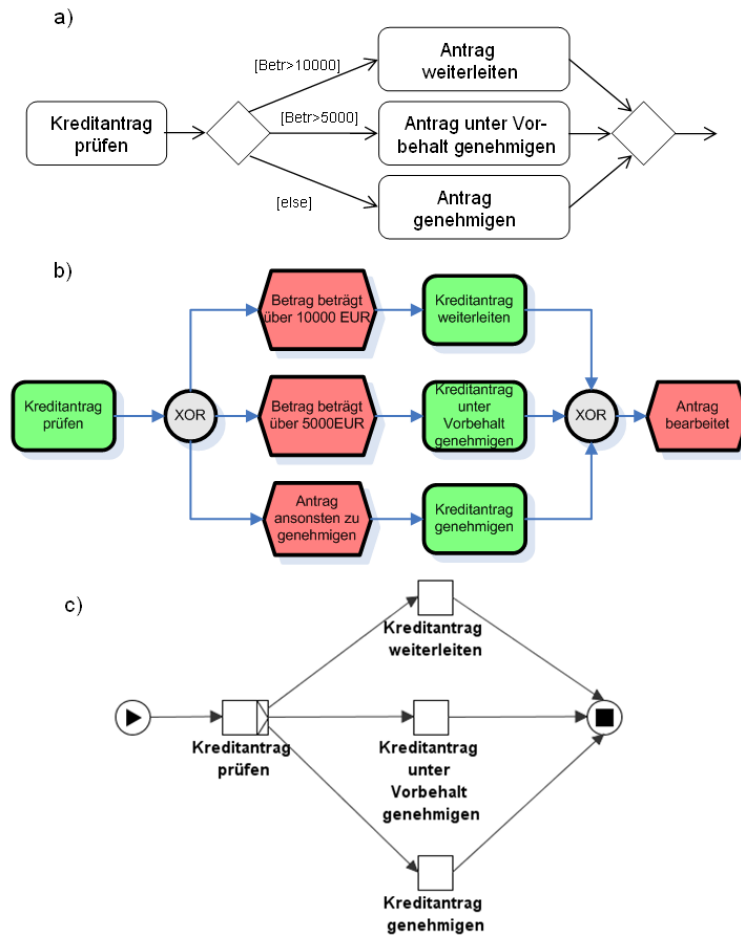 a)
[Betr>10000]
Antrag
weiterleiten
Kreditantrag
prüfen
[Betr>5000]
Antrag unter Vor-
behalt genehmigen
[else]
Antrag
genehmigen
b)
Betrag beträgt
über 10000 EUR
Kreditantrag
weiterleiten
Kreditantrag
prüfen
XOR
Betrag beträgt
über 5000EUR
Kreditantrag
unter
Vorbehalt
genehmigen
XOR
Antrag
bearbeitet
Antrag
ansonsten zu
genehmigen
Kreditantrag
genehmigen
c)
Kreditantrag
weiterleiten
Kreditantrag
prüfen
Kreditantrag
unter
Vorbehalt
genehmigen
Kreditantrag
genehmigen